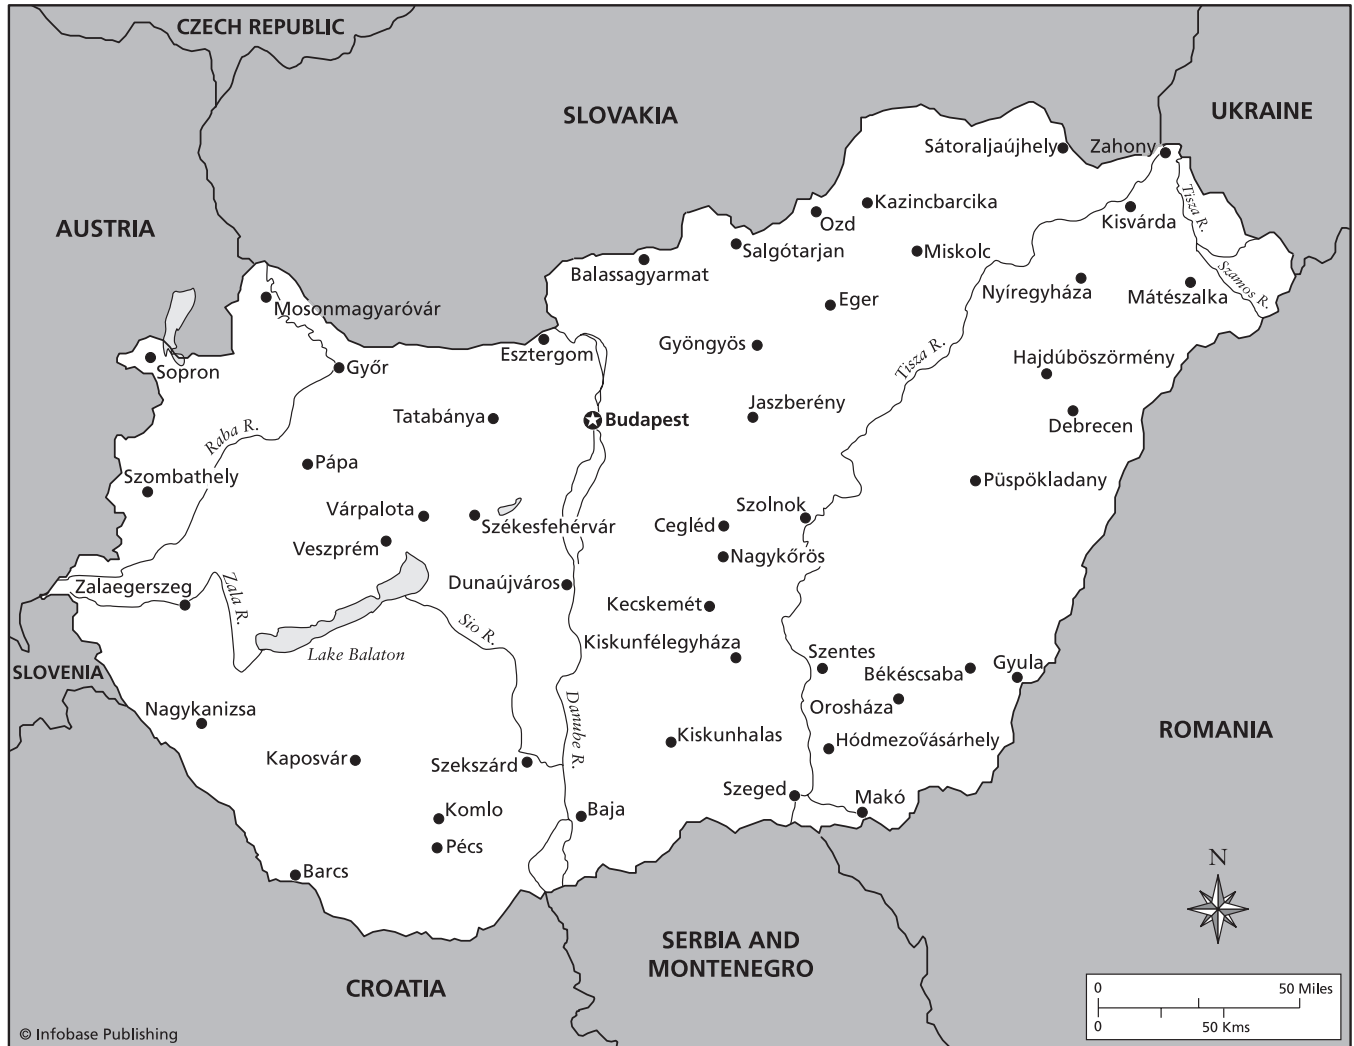 CZECH REPUBLIC
SLOVAKIA
UKRAINE
AUSTRIA
Sátoraljaújhely
Zahony
Kazincbarcika
Ozd
Kisvárda
Tisza R.
Salgótarjan
Miskolc
Balassagyarmat
Szamos R.
Nyíregyháza
Mátészalka
Mosonmagyaróvár
Eger
Esztergom
Gyöngyös
Tisza R.
Hajdúböszörmény
Sopron
Győr
Tatabánya
Budapest
Jaszberény
Debrecen
Raba R.
Pápa
Szombathely
Püspökladany
Várpalota
Székesfehérvár
Szolnok
Cegléd
Veszprém
Nagykőrös
Zalaegerszeg
Zala R.
Dunaújváros
Kecskemét
Sio R.
Kiskunfélegyháza
Lake Balaton
Szentes
Gyula
SLOVENIA
Békéscsaba
Nagykanizsa
Danube R.
Orosháza
ROMANIA
Kiskunhalas
Hódmezővásárhely
Kaposvár
Szekszárd
Szeged
Makó
Komlo
Baja
Pécs
Barcs
N
SERBIA AND
MONTENEGRO
CROATIA
0 50 Miles
0 50 Kms
© Infobase Publishing